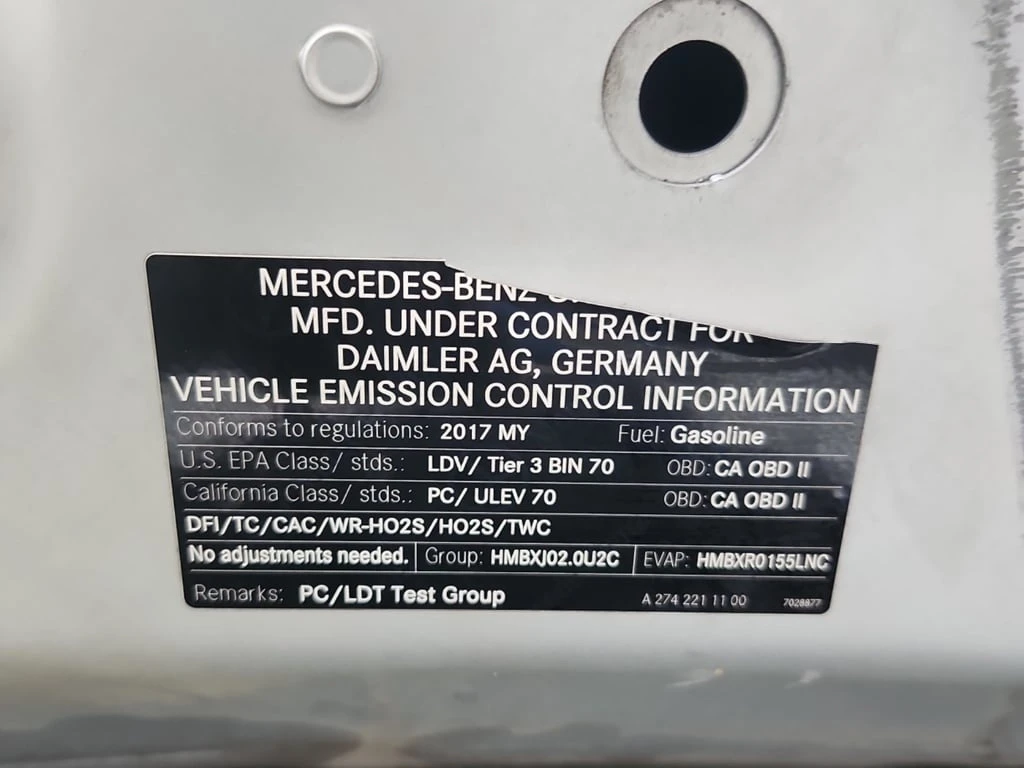 MERCEDES-BENZ
MFD. UNDER CONTRACT FOR
DAIMLER AG, GERMANY
VEHICLE EMISSION CONTROL INFORMATION
Conforms to regulations: 2017 MY Fuel: Gasoline
U.S. EPA Class/ stds.: LDV/ Tier 3 BIN 70 OBD: CA OBD II
California Class/ stds.: PC/ ULEV 70 OBD: CA OBD II
DFI/TC/CAC/WR-HO2S/HO2S/TWC
No adjustments needed. Group: HMBXJ02.0U2C EVAP: HMBXR0155LNC
Remarks: PC/LDT Test Group A 274 221 11 00 7028877